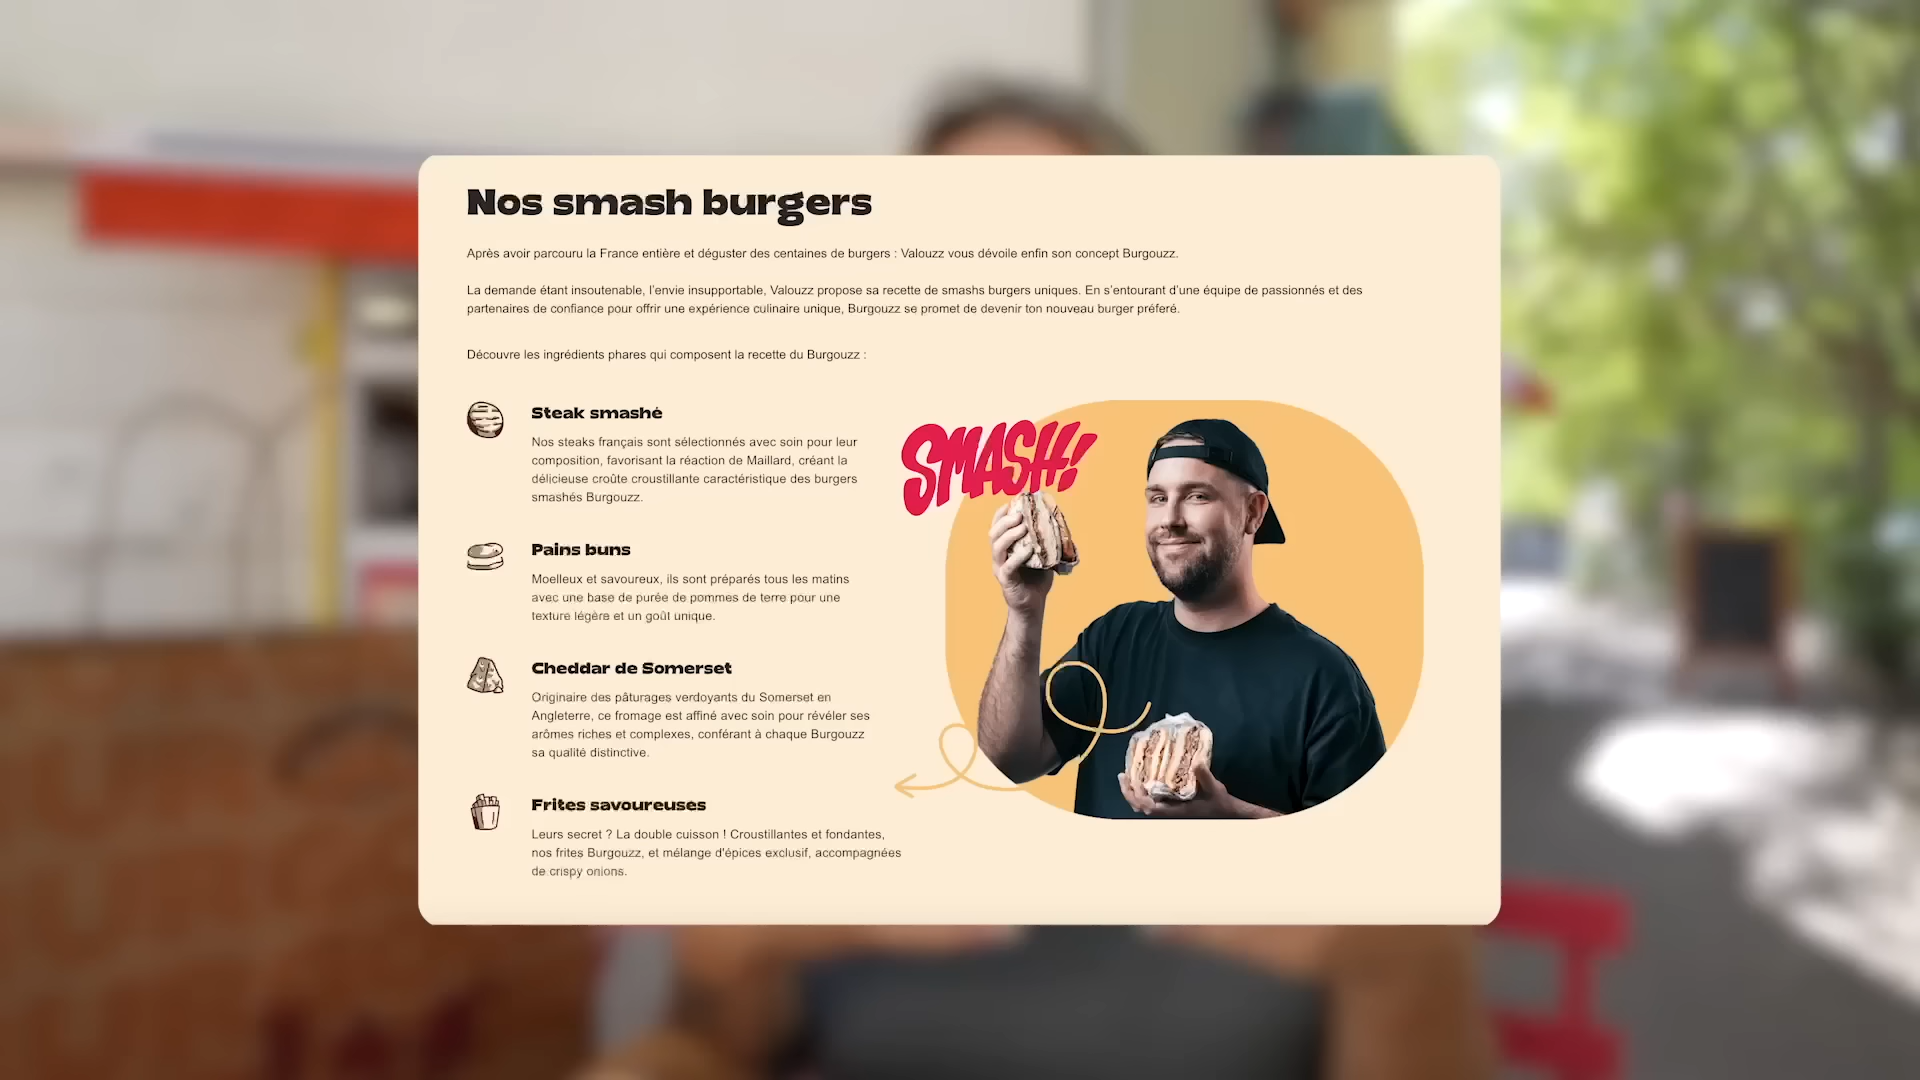 Nos smash burgers
Après avoir parcouru la France entière et déguster des centaines de burgers : Valouzz vous dévoile enfin son concept Burgouzz.
La demande étant insoutenable, l'envie insupportable, Valouzz propose sa recette de smashs burgers uniques. En s'entourant d'une équipe de passionnés et des
partenaires de confiance pour offrir une expérience culinaire unique, Burgouzz se promet de devenir ton nouveau burger préferé.
Découvre les ingrédients phares qui composent la recette du Burgouzz :
Steak smashé
Nos steaks français sont sélectionnés avec soin pour leur
composition, favorisant la réaction de Maillard, créant la
délicieuse croûte croustillante caractéristique des burgers
smashés Burgouzz.
SMASH!
Pains buns
Moelleux et savoureux, ils sont préparés tous les matins
avec une base de purée de pommes de terre pour une
texture légère et un goût unique.
Cheddar de Somerset
Originaire des pâturages verdoyants du Somerset en
Angleterre, ce fromage est affiné avec soin pour révéler ses
arômes riches et complexes, conférant à chaque Burgouzz
sa qualité distinctive.
Frites savoureuses
Leurs secret ? La double cuisson ! Croustillantes et fondantes,
nos frites Burgouzz, et mélange d'épices exclusif, accompagnées
de crispy onions.